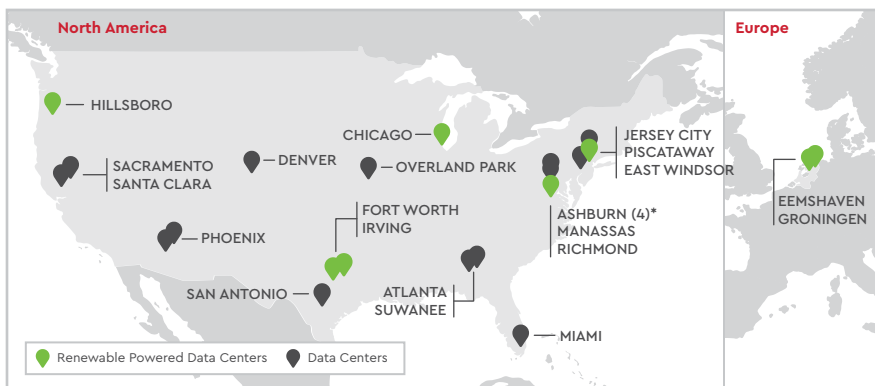 North America
Europe
HILLSBORO
CHICAGO
JERSEY CITY
PISCATAWAY
EAST WINDSOR
SACRAMENTO
SANTA CLARA
DENVER
OVERLAND PARK
EEMSHAVEN
GRONINGEN
FORT WORTH
IRVING
ASHBURN (4)*
MANASSAS
RICHMOND
PHOENIX
SAN ANTONIO
ATLANTA
SUWANEE
MIAMI
Renewable Powered Data Centers
Data Centers